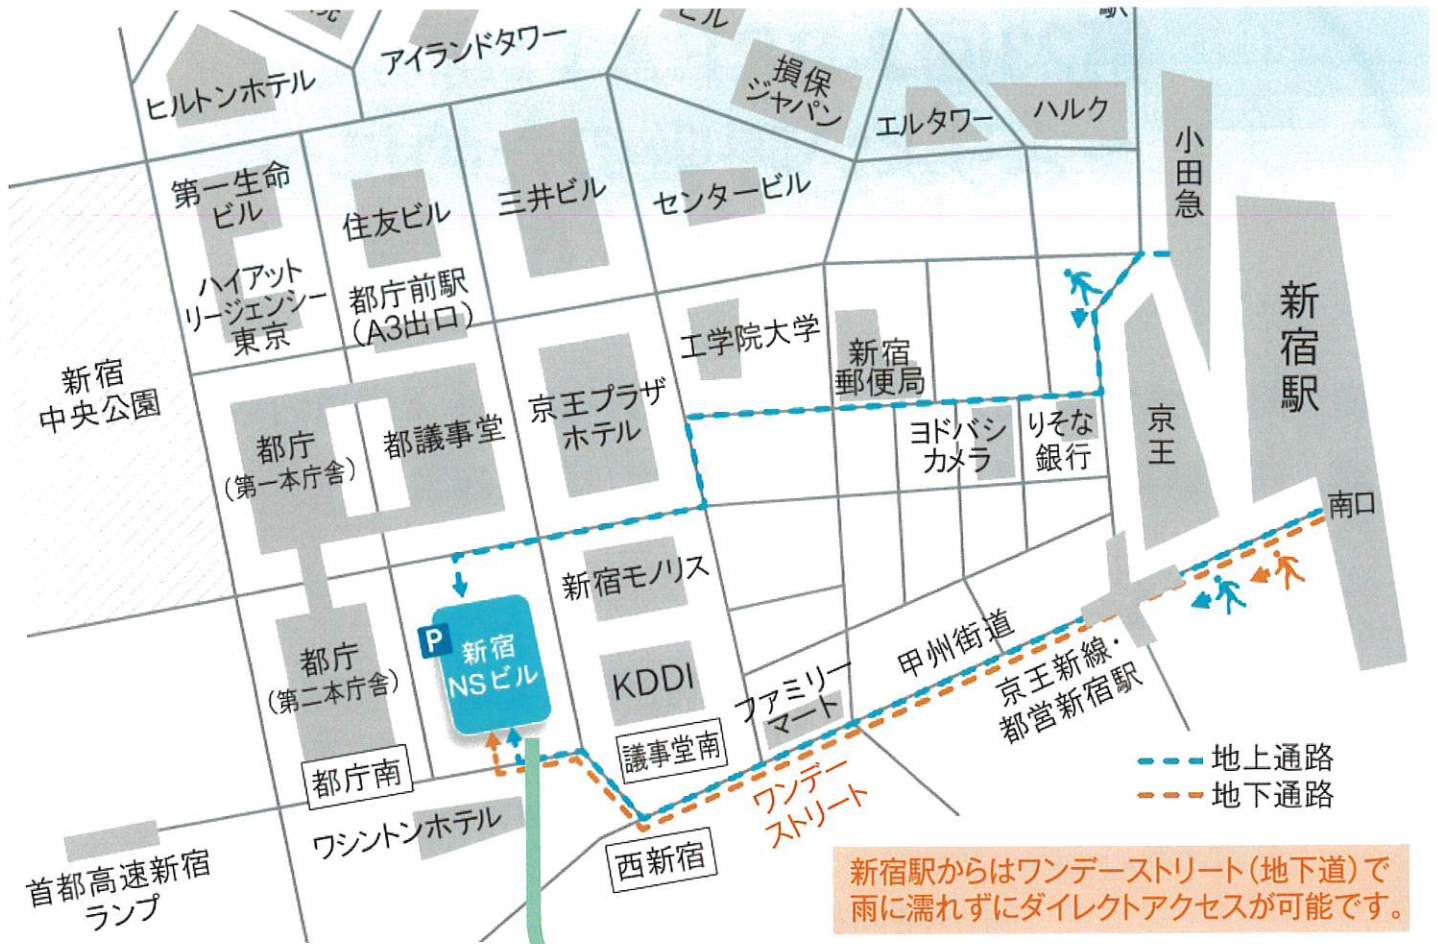 アイランドタワー
ビル
駅
ヒルトンホテル
損保
ジャパン
エルタワー
ハルク
小田急
第一生命
ビル
住友ビル
三井ビル
センタービル
ハイアット
リージェンシー
東京
都庁前駅
(A3出口)
新宿
中央公園
工学院大学
新宿
郵便局
新宿駅
都庁
(第一本庁舎)
都議事堂
京王プラザ
ホテル
ヨドバシ
カメラ
りそな
銀行
京王
南口
新宿モノリス
P
新宿
NSビル
都庁
(第二本庁舎)
KDDI
議事堂南
ファミリー
マート
甲州街道
京王新線・
都営新宿駅
都庁南
ワシントンホテル
西新宿
ワンデー
ストリート
地上通路
地下通路
首都高速新宿
ランプ
新宿駅からはワンデーストリート(地下道)で
雨に濡れずにダイレクトアクセスが可能です。